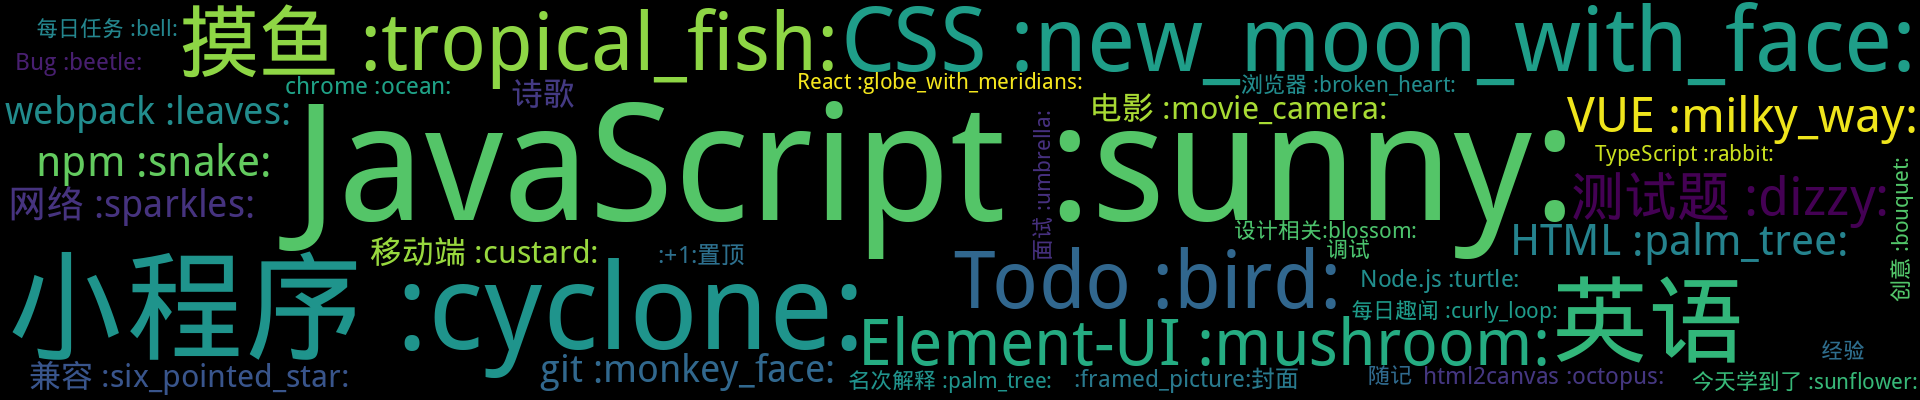 每日任务 :bell:
摸鱼 :tropical_fish:
CSS :new_moon_with_face:
Bug :beetle:
chrome :ocean:
诗歌
React :globe_with_meridians:
浏览器 :broken_heart:
webpack :leaves:
JavaScript :sunny:
电影 :movie_camera:
VUE :milky_way:
npm :snake:
面试 :umbrella:
TypeScript :rabbit:
网络 :sparkles:
测试题 :dizzy:
创意 :bouquet:
移动端 :custard:
:+1:置顶
设计相关:blossom:
调试
HTML :palm_tree:
小程序 :cyclone:
Todo :bird:
Node.js :turtle:
每日趣闻 :curly_loop:
英语
Element-UI :mushroom:
兼容 :six_pointed_star:
git :monkey_face:
名次解释 :palm_tree:
:framed_picture:封面
随记
html2canvas :octopus:
经验
今天学到了 :sunflower: